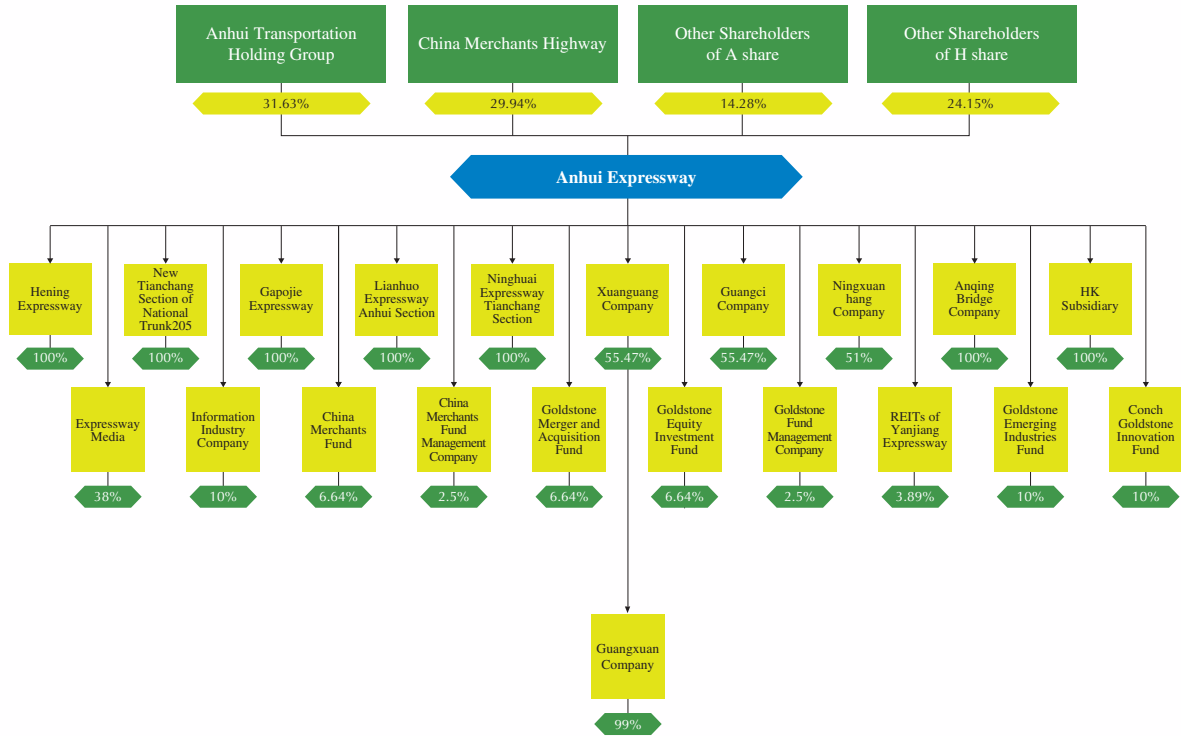 Anhui Transportation
Holding Group
China Merchants Highway
Other Shareholders
of A share
Other Shareholders
of H share
31.63%
29.94%
14.28%
24.15%
Anhui Expressway
Hening
Expressway
New
Tianchang
Section of
National
Trunk205
Gapojie
Expressway
Lianhuo
Expressway
Anhui Section
Ninghuai
Expressway
Tianchang
Section
Xuanguang
Company
Guangci
Company
Ningxuan
hang
Company
Anqing
Bridge
Company
HK
Subsidiary
100%
100%
100%
100%
100%
55.47%
55.47%
51%
100%
100%
Expressway
Media
Information
Industry
Company
China
Merchants
Fund
China
Merchants
Fund
Management
Company
Goldstone
Merger and
Acquisition
Fund
Goldstone
Equity
Investment
Fund
Goldstone
Fund
Management
Company
REITs of
Yanjiang
Expressway
Goldstone
Emerging
Industries
Fund
Conch
Goldstone
Innovation
Fund
38%
10%
6.64%
2.5%
6.64%
6.64%
2.5%
3.89%
10%
10%
Guangxuan
Company
99%